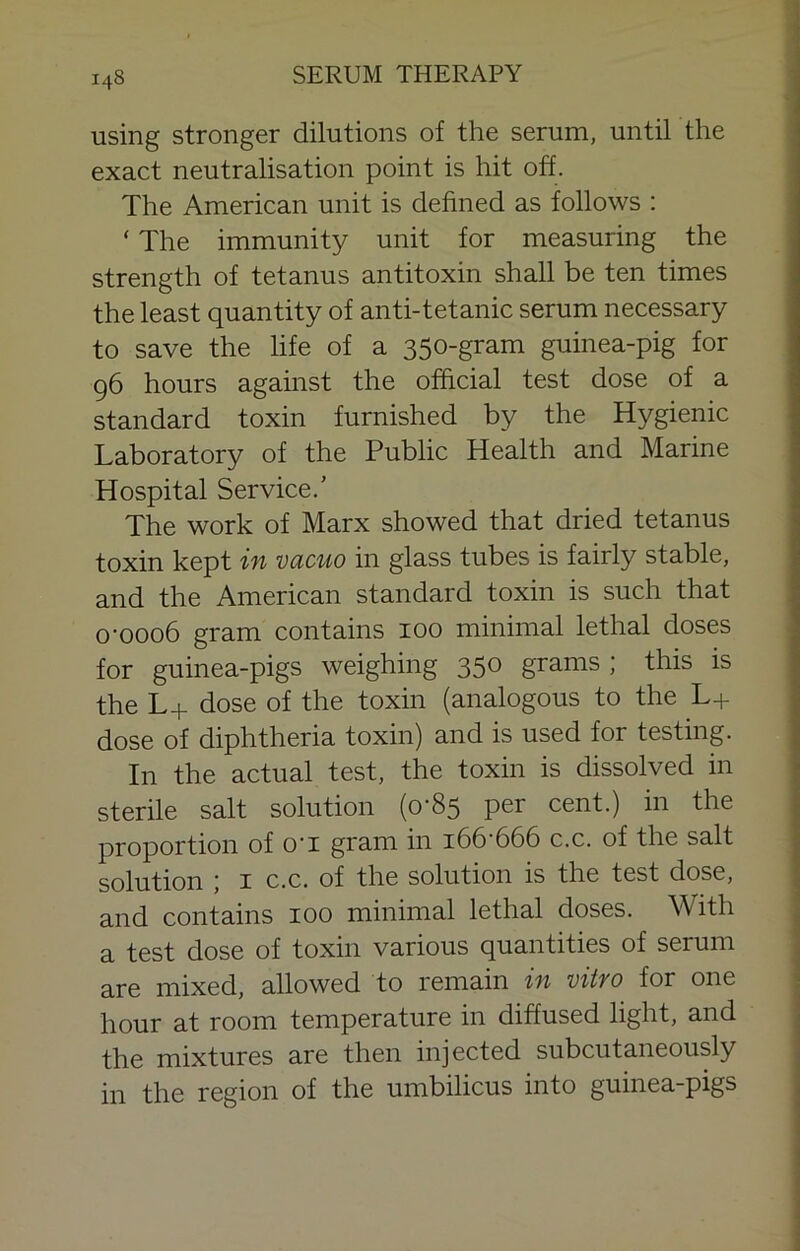 148 SERUM THERAPY
using stronger dilutions of the serum, until the
exact neutralisation point is hit off.
The American unit is defined as follows :
‘ The immunity unit for measuring the
strength of tetanus antitoxin shall be ten times
the least quantity of anti-tetanic serum necessary
to save the life of a 350-gram guinea-pig for
96 hours against the official test dose of a
standard toxin furnished by the Hygienic
Laboratory of the Public Health and Marine
Hospital Service.’
The work of Marx showed that dried tetanus
toxin kept in vacuo in glass tubes is fairly stable,
and the American standard toxin is such that
0·0006 gram contains 100 minimal lethal doses
for guinea-pigs weighing 350 grams ; this is
the L+ dose of the toxin (analogous to the L+
dose of diphtheria toxin) and is used for testing.
In the actual test, the toxin is dissolved in
sterile salt solution (0·85 per cent.) in the
proportion of 0·1 gram in 166·666 c.c. of the salt
solution ; 1 c.c. of the solution is the test dose,
and contains 100 minimal lethal doses. With
a test dose of toxin various quantities of serum
are mixed, allowed to remain in vitro for one
hour at room temperature in diffused light, and
the mixtures are then injected subcutaneously
in the region of the umbilicus into guinea-pigs